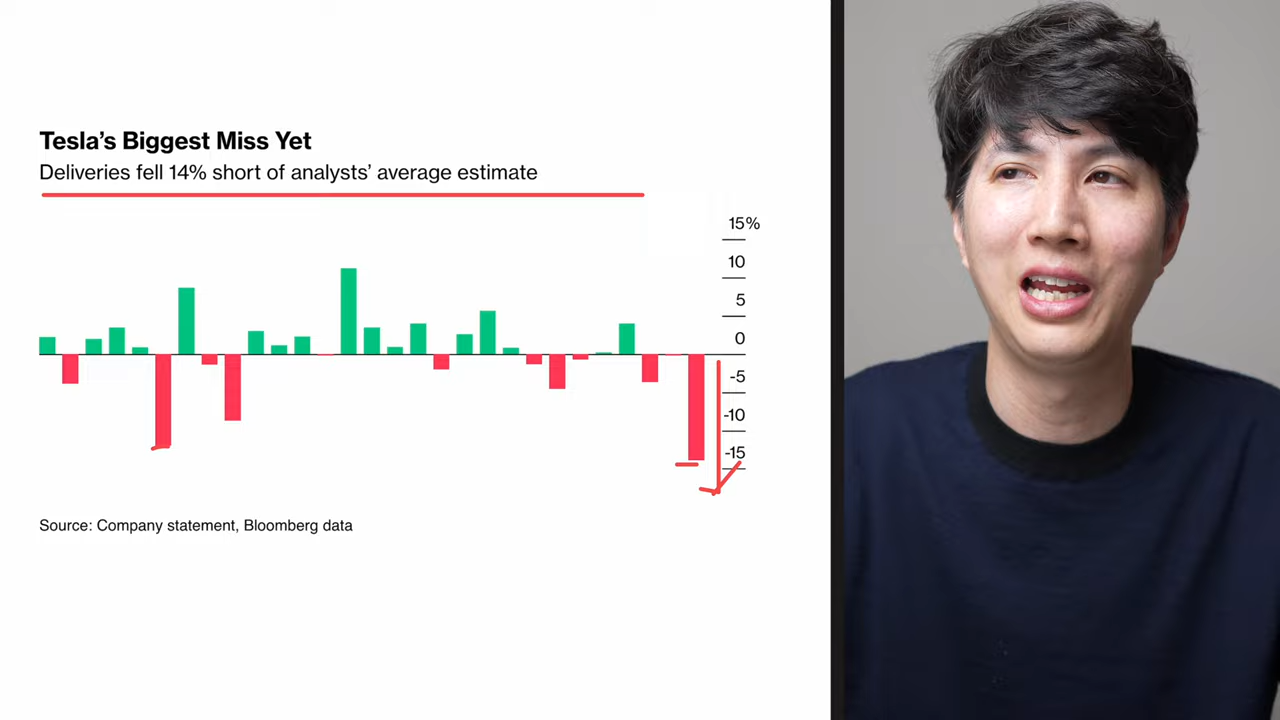 Tesla's Biggest Miss Yet
Deliveries fell 14% short of analysts' average estimate
15%
10
5
0
-5
-10
-15
Source: Company statement, Bloomberg data